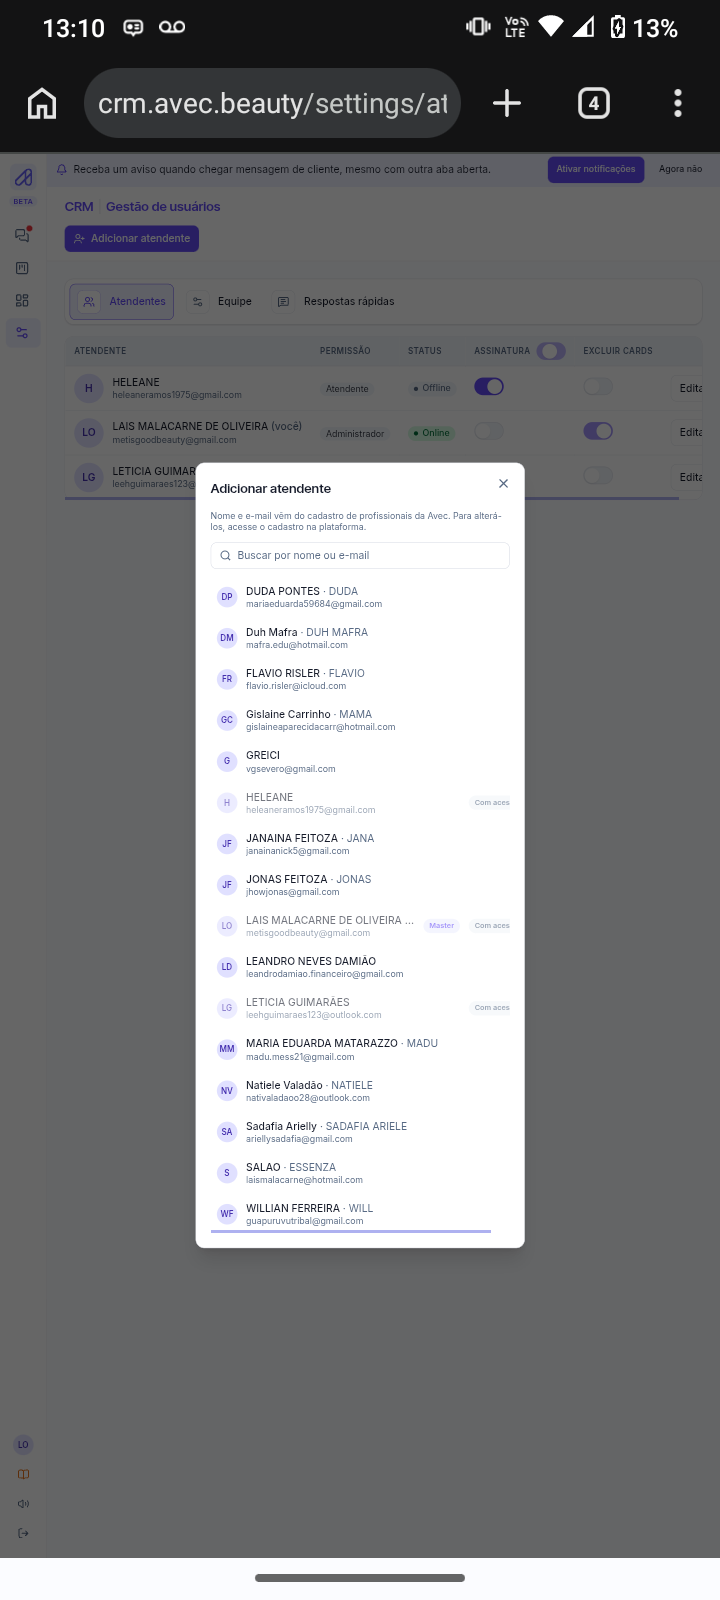 13:10
Vo LTE
13%
crm.avec.beauty/settings/at
4
Receba um aviso quando chegar mensagem de cliente, mesmo com outra aba aberta.
Ativar notificações
Agora não
BETA
CRM | Gestão de usuários
Adicionar atendente
Atendentes
Equipe
Respostas rápidas
ATENDENTE PERMISSÃO STATUS ASSINATURA EXCLUIR CARDS
H HELEANE
heleaneramos1975@gmail.com
Atendente
Offline
Edita
LO LAIS MALACARNE DE OLIVEIRA (você)
metisgoodbeauty@gmail.com
Administrador
Online
Edita
LG LETICIA GUIMAR
leehguimaraes123@
Edita
Adicionar atendente
Nome e e-mail vêm do cadastro de profissionais da Avec. Para alterá-
los, acesse o cadastro na plataforma.
Buscar por nome ou e-mail
DP DUDA PONTES · DUDA
mariaeduarda59684@gmail.com
DM Duh Mafra · DUH MAFRA
mafra.edu@hotmail.com
FR FLAVIO RISLER · FLAVIO
flavio.risler@icloud.com
GC Gislaine Carrinho · MAMA
gislaineaparecidacarr@hotmail.com
G GREICI
vgsevero@gmail.com
H HELEANE
heleaneramos1975@gmail.com
Com aces
JF JANAINA FEITOZA · JANA
janainanick5@gmail.com
JF JONAS FEITOZA · JONAS
jhowjonas@gmail.com
LO LAIS MALACARNE DE OLIVEIRA ...
metisgoodbeauty@gmail.com
Master
Com aces
LD LEANDRO NEVES DAMIÃO
leandrodamiao.financeiro@gmail.com
LG LETICIA GUIMARÃES
leehguimaraes123@outlook.com
Com aces
MM MARIA EDUARDA MATARAZZO · MADU
madu.mess21@gmail.com
NV Natiele Valadão · NATIELE
nativaladaoo28@outlook.com
SA Sadafia Arielly · SADAFIA ARIELE
ariellysadafia@gmail.com
S SALAO · ESSENZA
laismalacarne@hotmail.com
WF WILLIAN FERREIRA · WILL
guapuruvutribal@gmail.com
LO